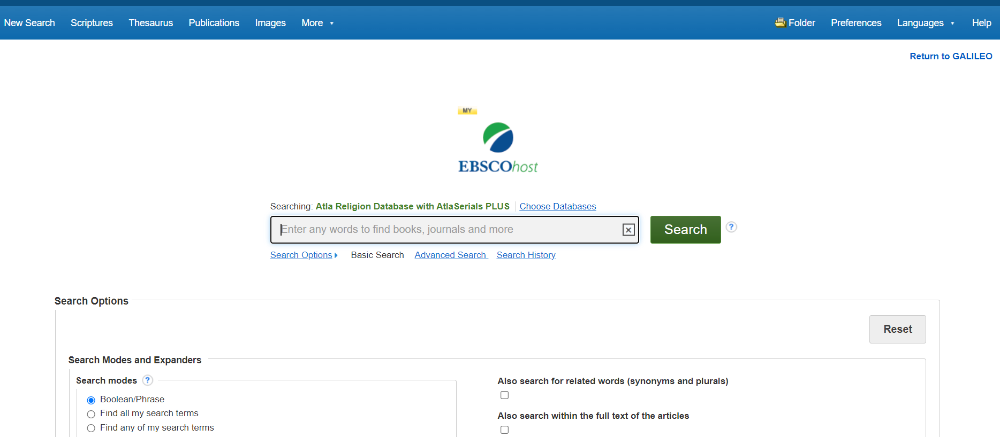 New Search Scriptures Thesaurus Publications Images More Folder Preferences Languages Help
Return to GALILEO
MY
EBSCOhost
Searching: Atla Religion Database with AtlaSerials PLUS Choose Databases
Enter any words to find books, journals and more
Search
?
Search Options Basic Search Advanced Search Search History
Search Options
Reset
Search Modes and Expanders
Search modes ?
Boolean/Phrase
Find all my search terms
Find any of my search terms
Also search for related words (synonyms and plurals)
Also search within the full text of the articles